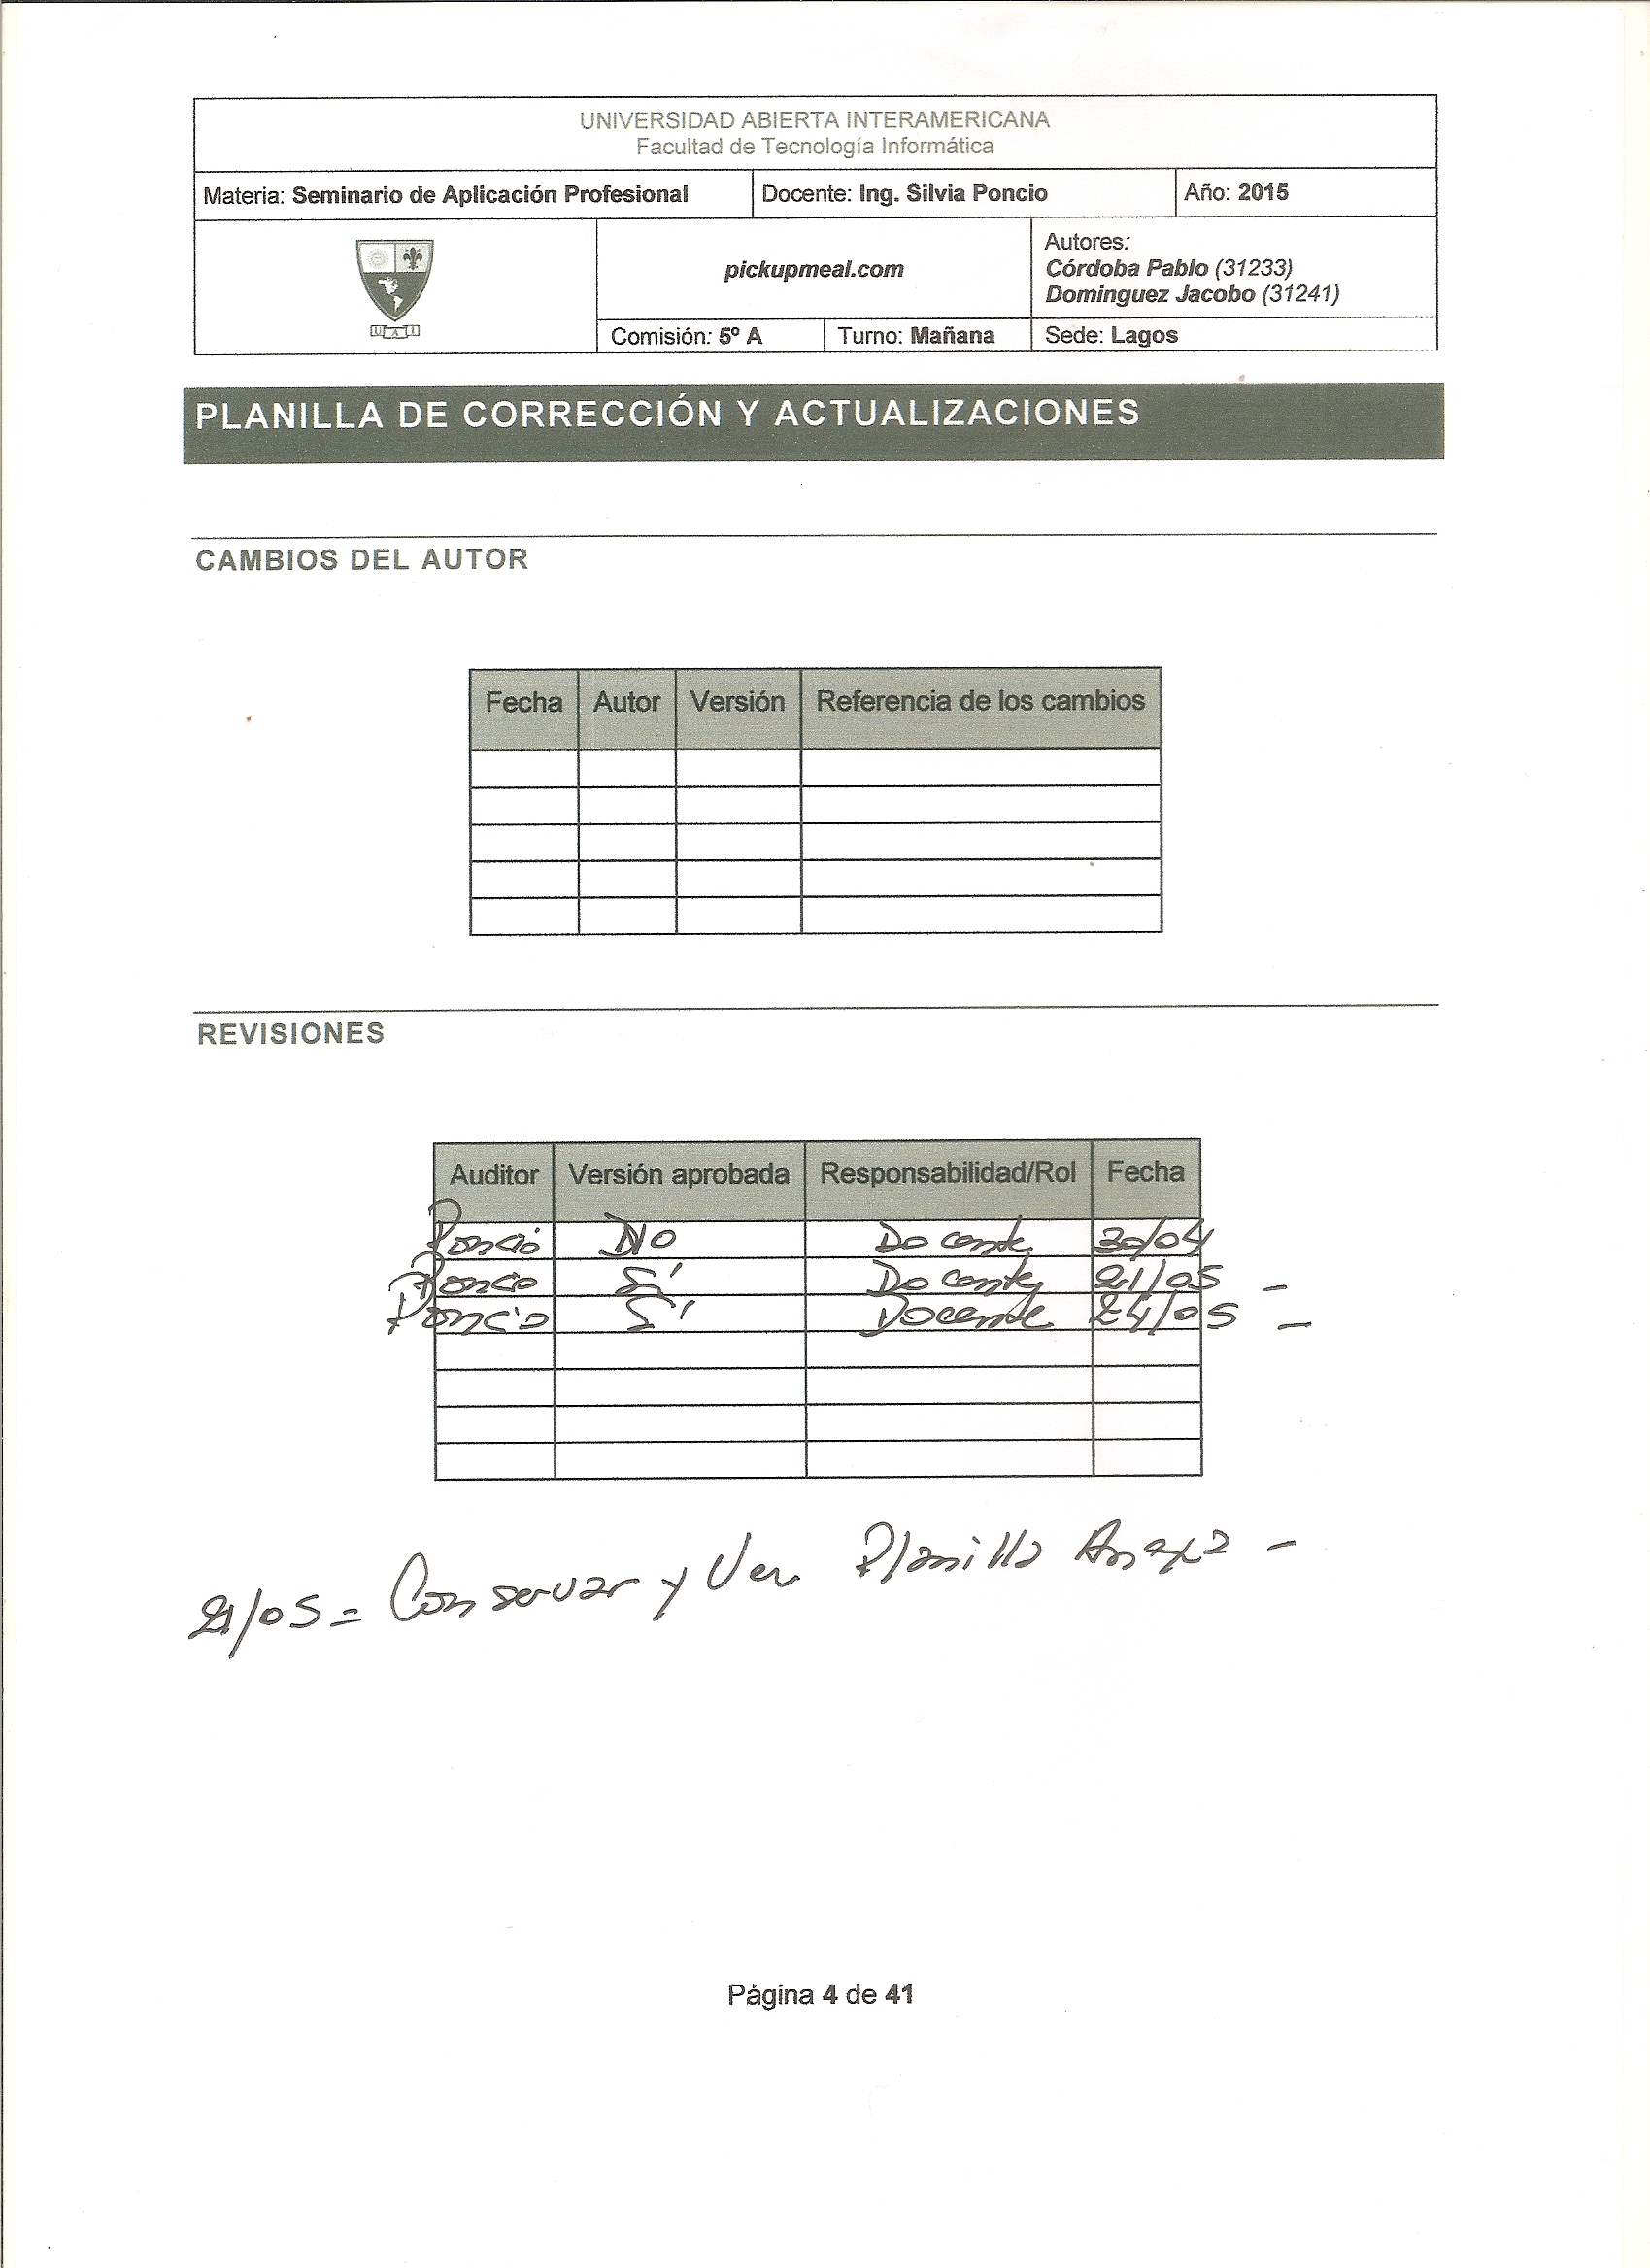 UNIVERSIDAD ABIERTA INTERAMERICANA
Facultad de Tecnología Informática
Materia: Seminario de Aplicación Profesional Docente: Ing. Silvia Poncio Año: 2015
pickupmeal.com
Autores:
Córdoba Pablo (31233)
Dominguez Jacobo (31241)
UAI
Comisión: 5º A Turno: Mañana Sede: Lagos
PLANILLA DE CORRECCIÓN Y ACTUALIZACIONES
CAMBIOS DEL AUTOR
Fecha Autor Versión Referencia de los cambios
REVISIONES
Auditor Versión aprobada Responsabilidad/Rol Fecha
Poncio NO Docente 30/04
Poncio Sí Docente 21/05 –
Poncio Sí Docente 24/05 –
21/05 = Conservar y Ver Planilla Anexa –
Página 4 de 41